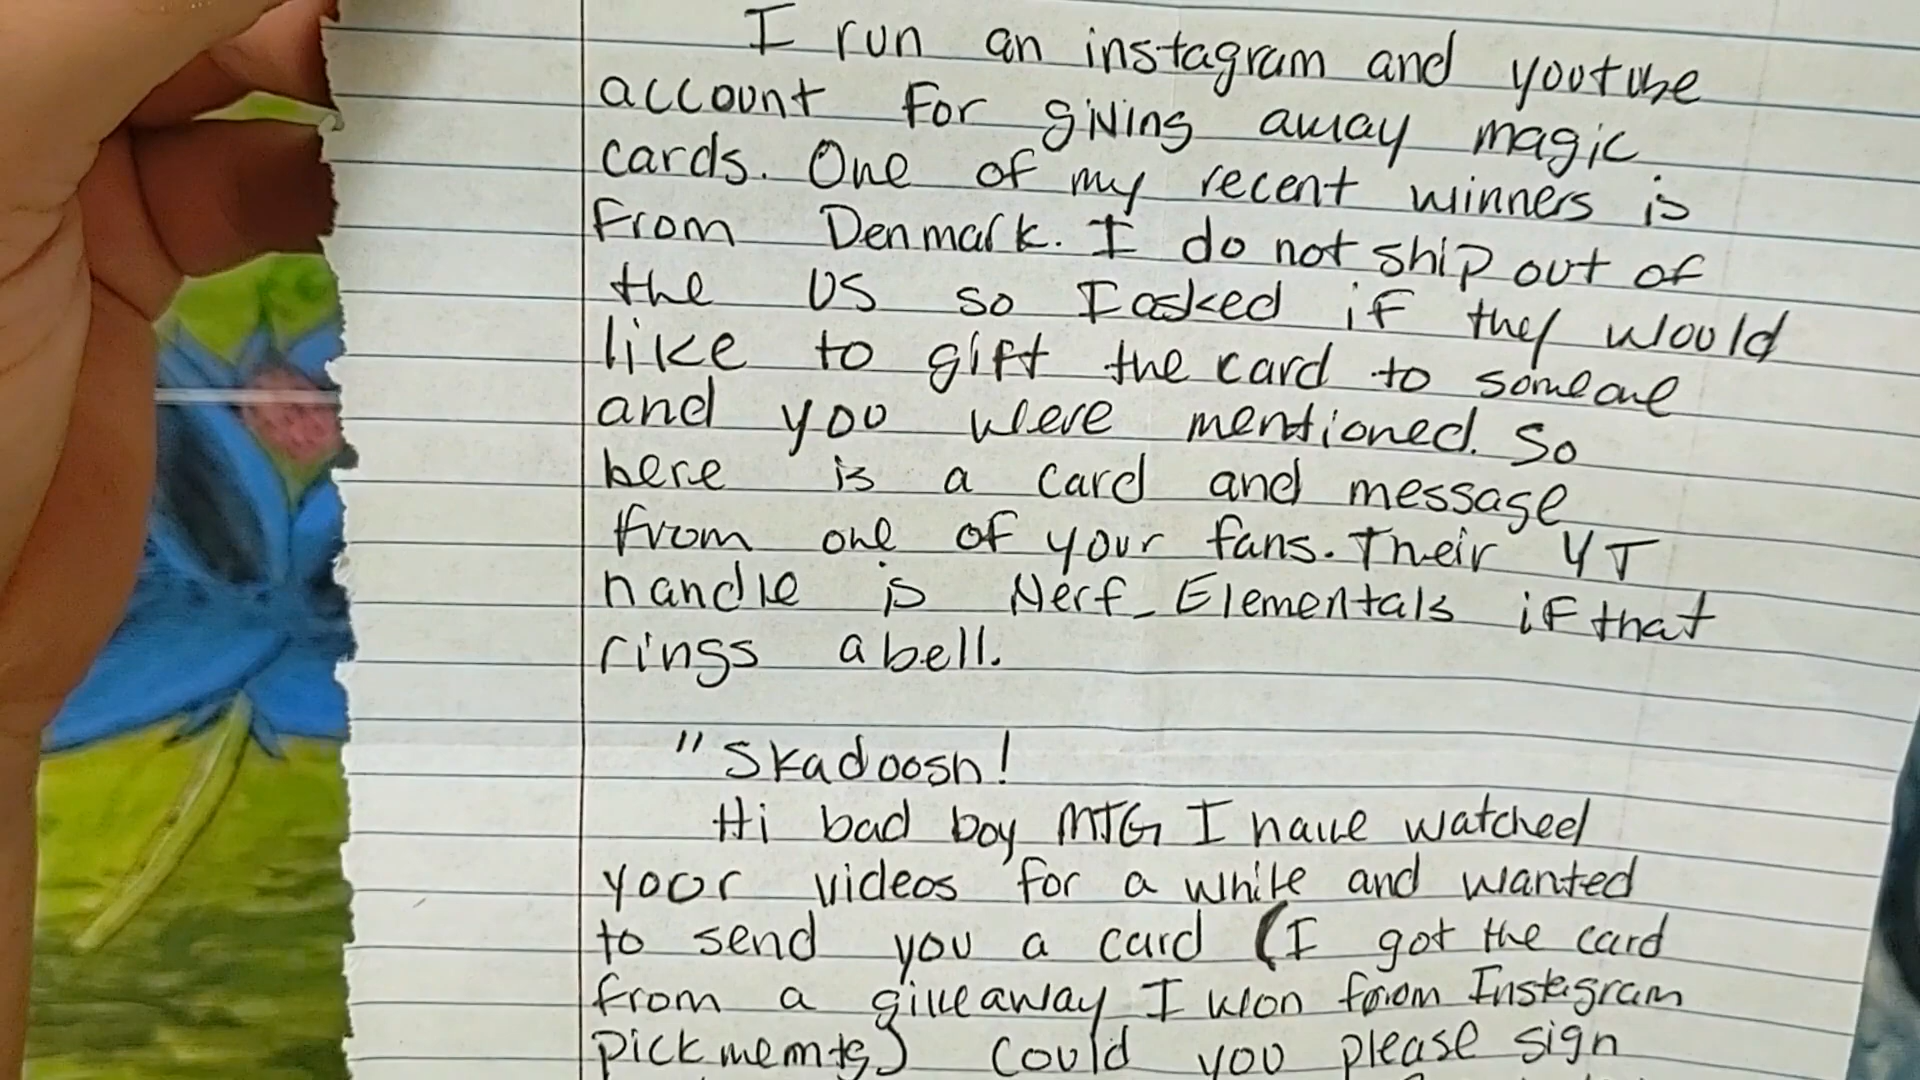 I run an instagram and youtube
account for giving away magic
cards. One of my recent winners is
from Denmark. I do not ship out of
the US so I asked if they would
like to gift the card to someone
and you were mentioned. So
here is a card and message
from one of your fans. Their YT
handle is Nerf_Elementals if that
rings a bell.
"Skadoosh!
Hi bad boy MTG I have watched
your videos for a while and wanted
to send you a card (I got the card
from a giveaway I won from Instagram
pickmemtg) could you please sign